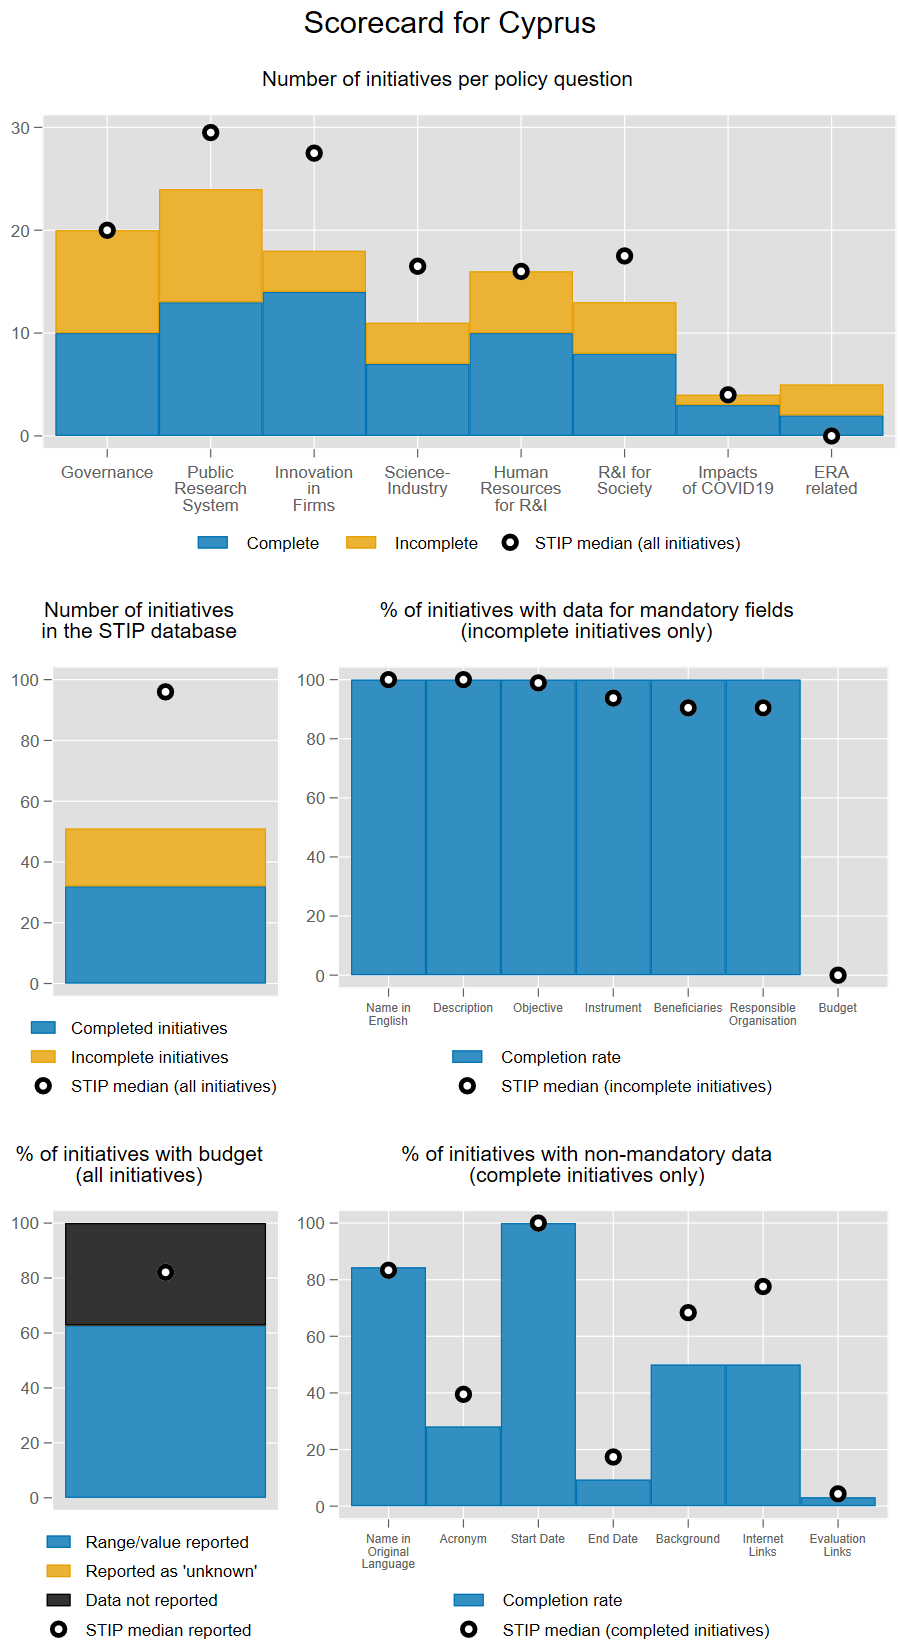 Scorecard for Cyprus
Number of initiatives per policy question
30
20
10
0
Governance
Public
Research
System
Innovation
in
Firms
Science-
Industry
Human
Resources
for R&I
R&I for
Society
Impacts
of COVID19
ERA
related
Complete
Incomplete
STIP median (all initiatives)
Number of initiatives
in the STIP database
100
80
60
40
20
0
Completed initiatives
Incomplete initiatives
STIP median (all initiatives)
% of initiatives with data for mandatory fields
(incomplete initiatives only)
100
80
60
40
20
0
Name in
English
Description
Objective
Instrument
Beneficiaries
Responsible
Organisation
Budget
Completion rate
STIP median (incomplete initiatives)
% of initiatives with budget
(all initiatives)
100
80
60
40
20
0
Range/value reported
Reported as 'unknown'
Data not reported
STIP median reported
% of initiatives with non-mandatory data
(complete initiatives only)
100
80
60
40
20
0
Name in
Original
Language
Acronym
Start Date
End Date
Background
Internet
Links
Evaluation
Links
Completion rate
STIP median (completed initiatives)